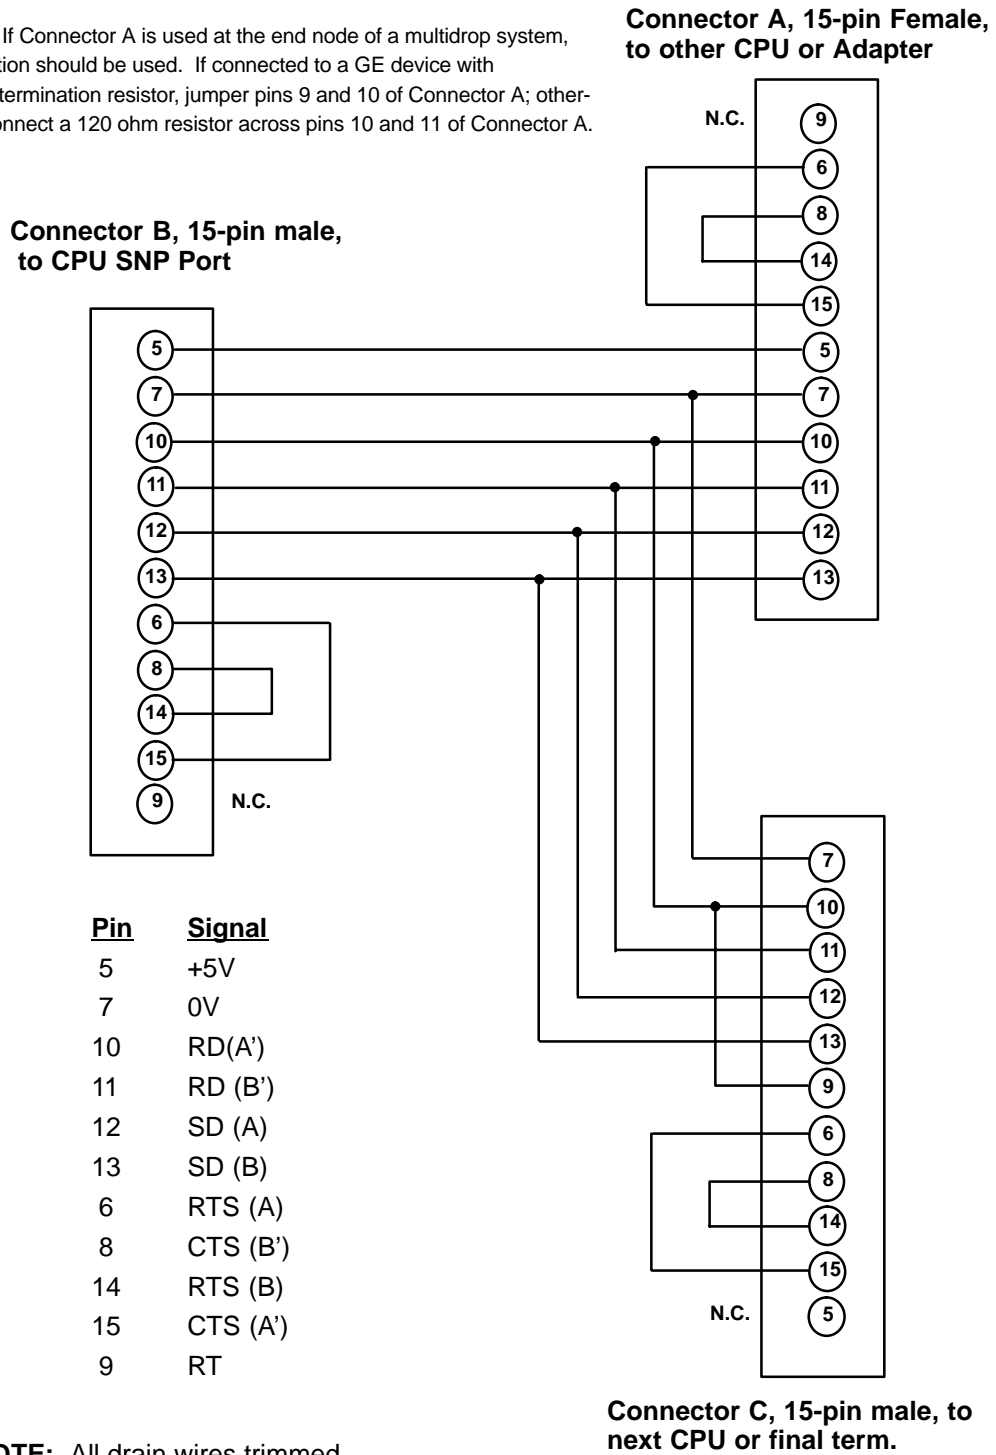 If Connector A is used at the end node of a multidrop system,
should be used. If connected to a GE device with
termination resistor, jumper pins 9 and 10 of Connector A; other-
a 120 ohm resistor across pins 10 and 11 of Connector A.
Connector A, 15-pin Female,
to other CPU or Adapter
N.C.
9
6
8
14
15
5
7
10
11
12
13
Connector B, 15-pin male,
to CPU SNP Port
5
7
10
11
12
13
6
8
14
15
9 N.C.
7
10
11
12
13
9
6
8
14
15
N.C. 5
Connector C, 15-pin male, to
next CPU or final term.
Pin Signal
5 +5V
7 0V
10 RD(A’)
11 RD (B’)
12 SD (A)
13 SD (B)
6 RTS (A)
8 CTS (B’)
14 RTS (B)
15 CTS (A’)
9 RT
All drain wires trimmed